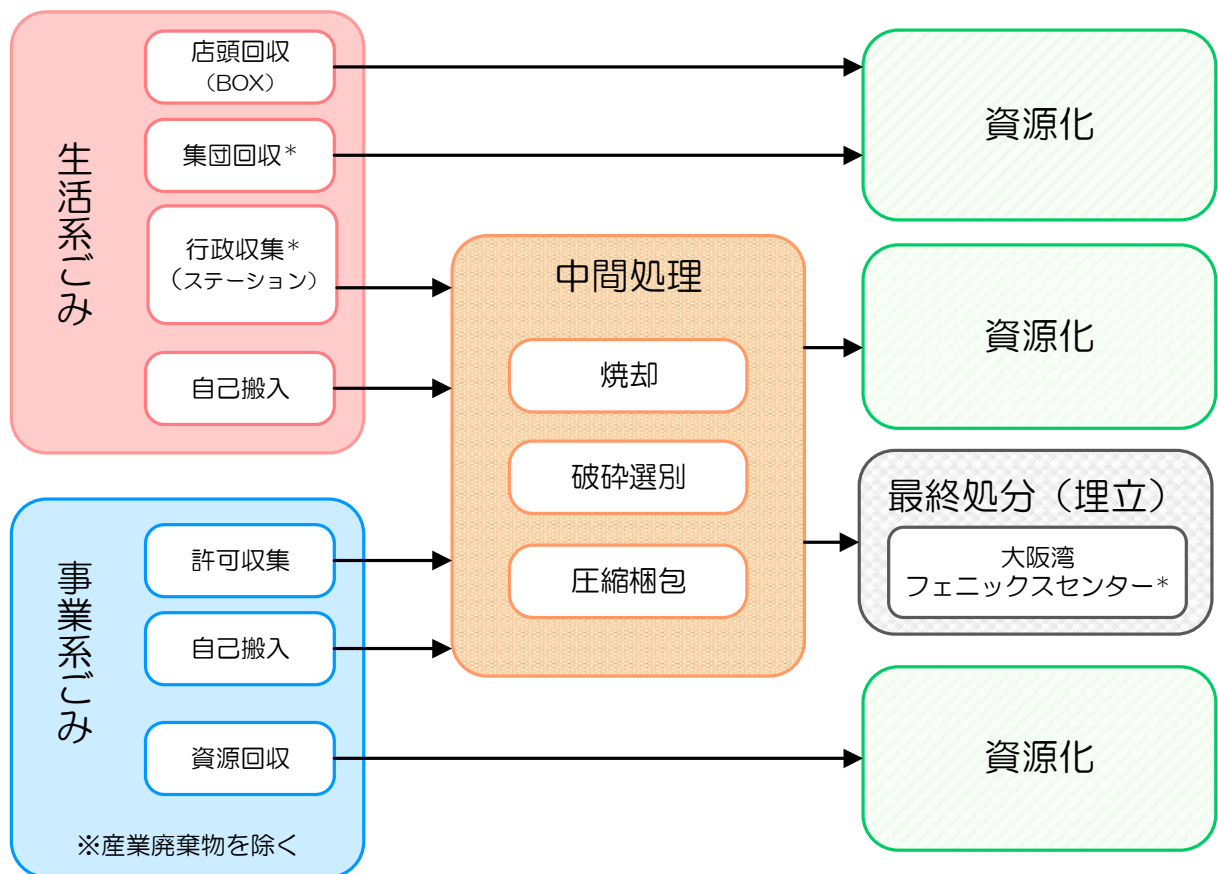 生活系ごみ
店頭回収
（BOX）
集団回収*
行政収集*
（ステーション）
自己搬入
事業系ごみ
許可収集
自己搬入
資源回収
※産業廃棄物を除く
中間処理
焼却
破砕選別
圧縮梱包
資源化
資源化
最終処分（埋立）
大阪湾
フェニックスセンター*
資源化